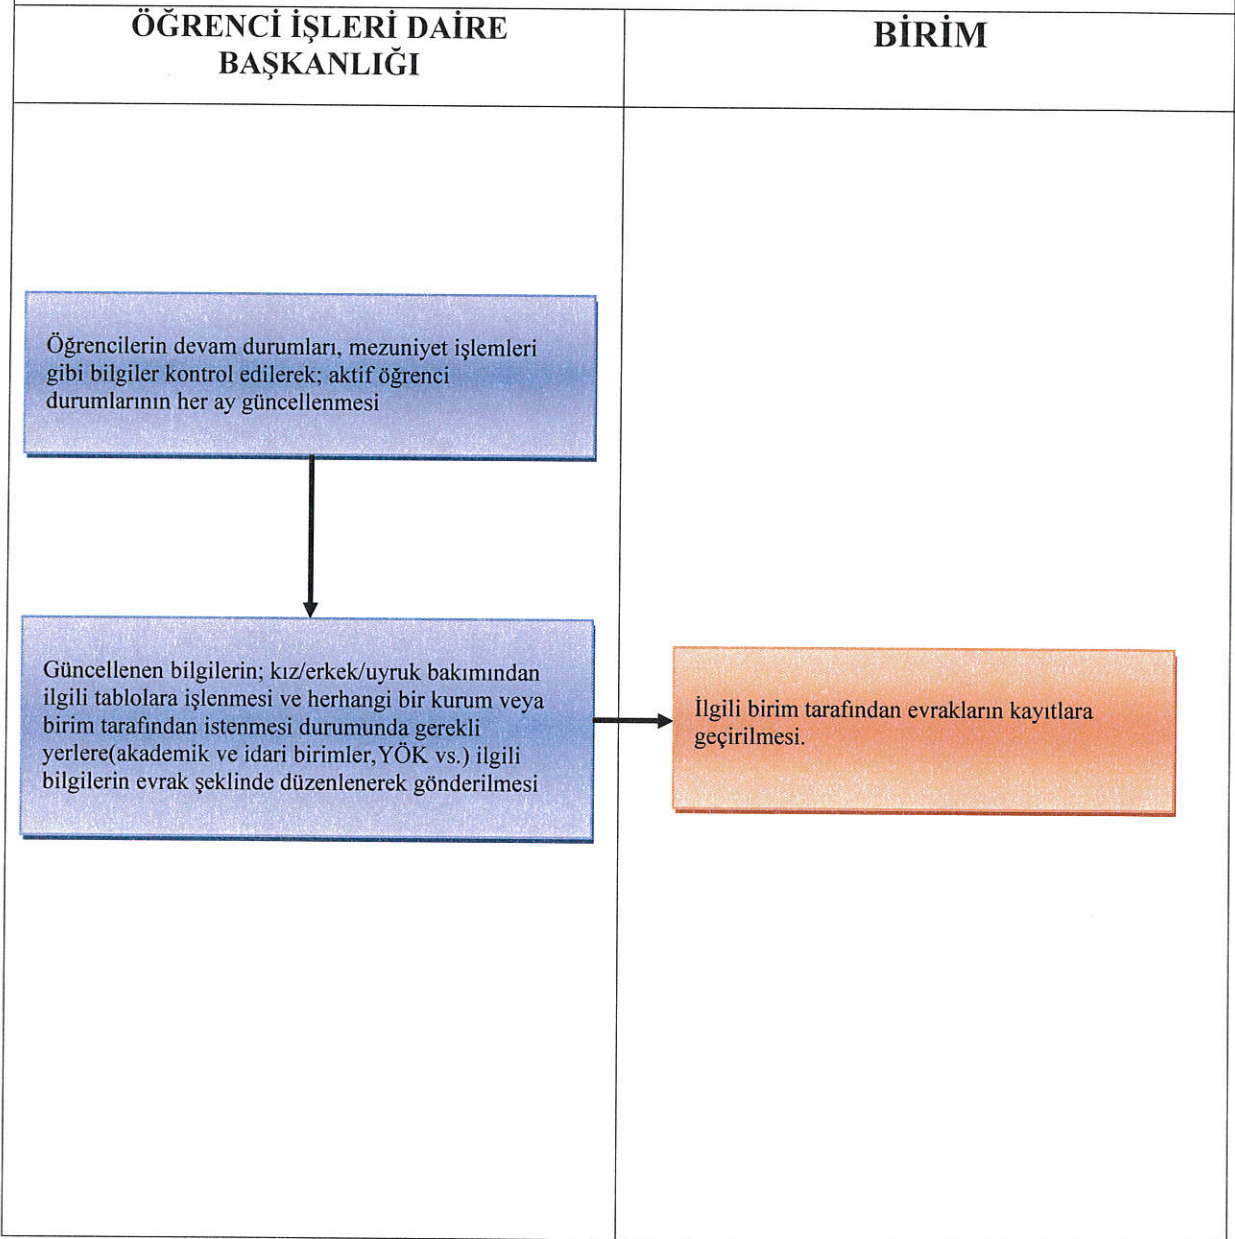 ÖĞRENCİ İŞLERİ DAİRE
BAŞKANLIĞI
BİRİM
Öğrencilerin devam durumları, mezuniyet işlemleri
gibi bilgiler kontrol edilerek; aktif öğrenci
durumlarının her ay güncellenmesi
Güncellenen bilgilerin; kız/erkek/uyruk bakımından
ilgili tablolara işlenmesi ve herhangi bir kurum veya
birim tarafından istenmesi durumunda gerekli
yerlere(akademik ve idari birimler,YÖK vs.) ilgili
bilgilerin evrak şeklinde düzenlenerek gönderilmesi
İlgili birim tarafından evrakların kayıtlara
geçirilmesi.